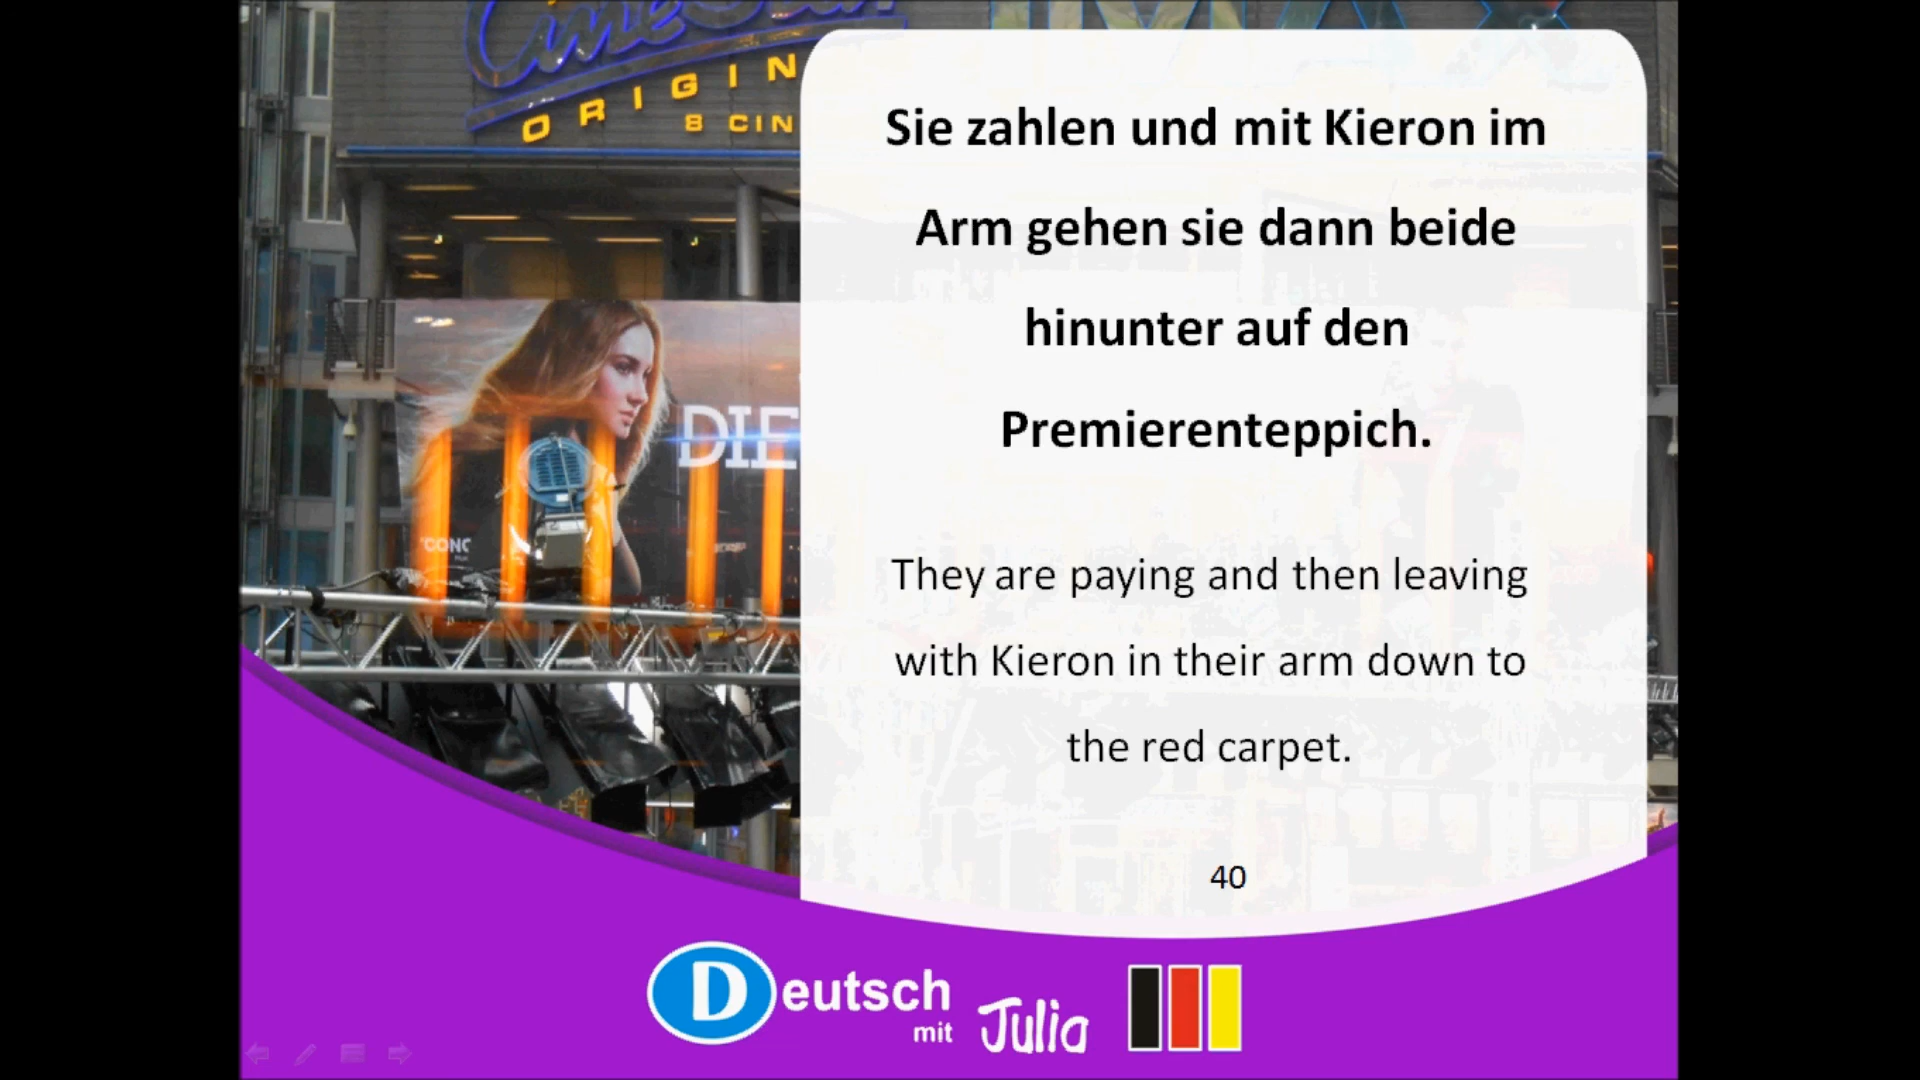 ORIGIN
8 CIN
DIE
Sie zahlen und mit Kieron im
Arm gehen sie dann beide
hinunter auf den
Premierenteppich.
They are paying and then leaving
with Kieron in their arm down to
the red carpet.
40
Deutsch
mit Julia